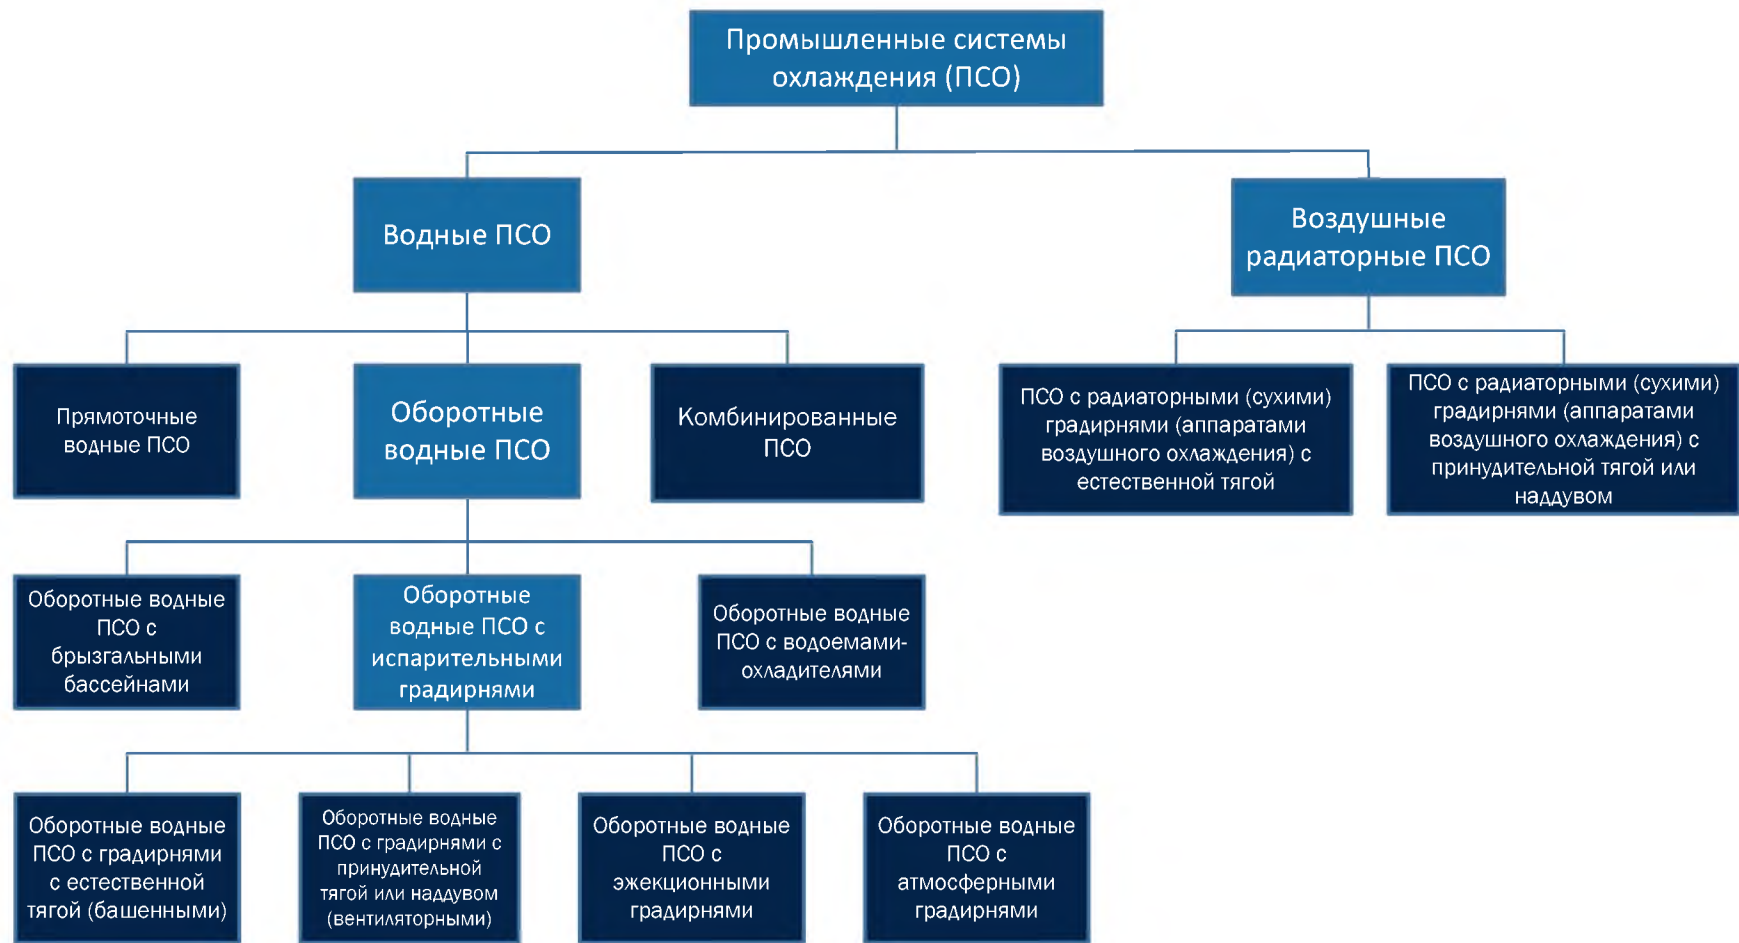 Промышленные системы
охлаждения (ПСО)
Водные ПСО
Воздушные
радиаторные ПСО
Прямоточные
водные ПСО
Оборотные
водные ПСО
Комбинированные
ПСО
ПСО с радиаторными (сухими)
градирнями (аппаратами
воздушного охлаждения) с
естественной тягой
ПСО с радиаторными (сухими)
градирнями (аппаратами
воздушного охлаждения) с
принудительной тягой или
наддувом
Оборотные водные
ПСО с
брызгальными
бассейнами
Оборотные
водные ПСО с
испарительными
градирнями
Оборотные водные
ПСО с водоемами-
охладителями
Оборотные водные
ПСО с градирнями
с естественной
тягой (башенными)
Оборотные водные
ПСО с градирнями с
принудительной
тягой или наддувом
(вентиляторными)
Оборотные водные
ПСО с
эжекционными
градирнями
Оборотные водные
ПСО с
атмосферными
градирнями